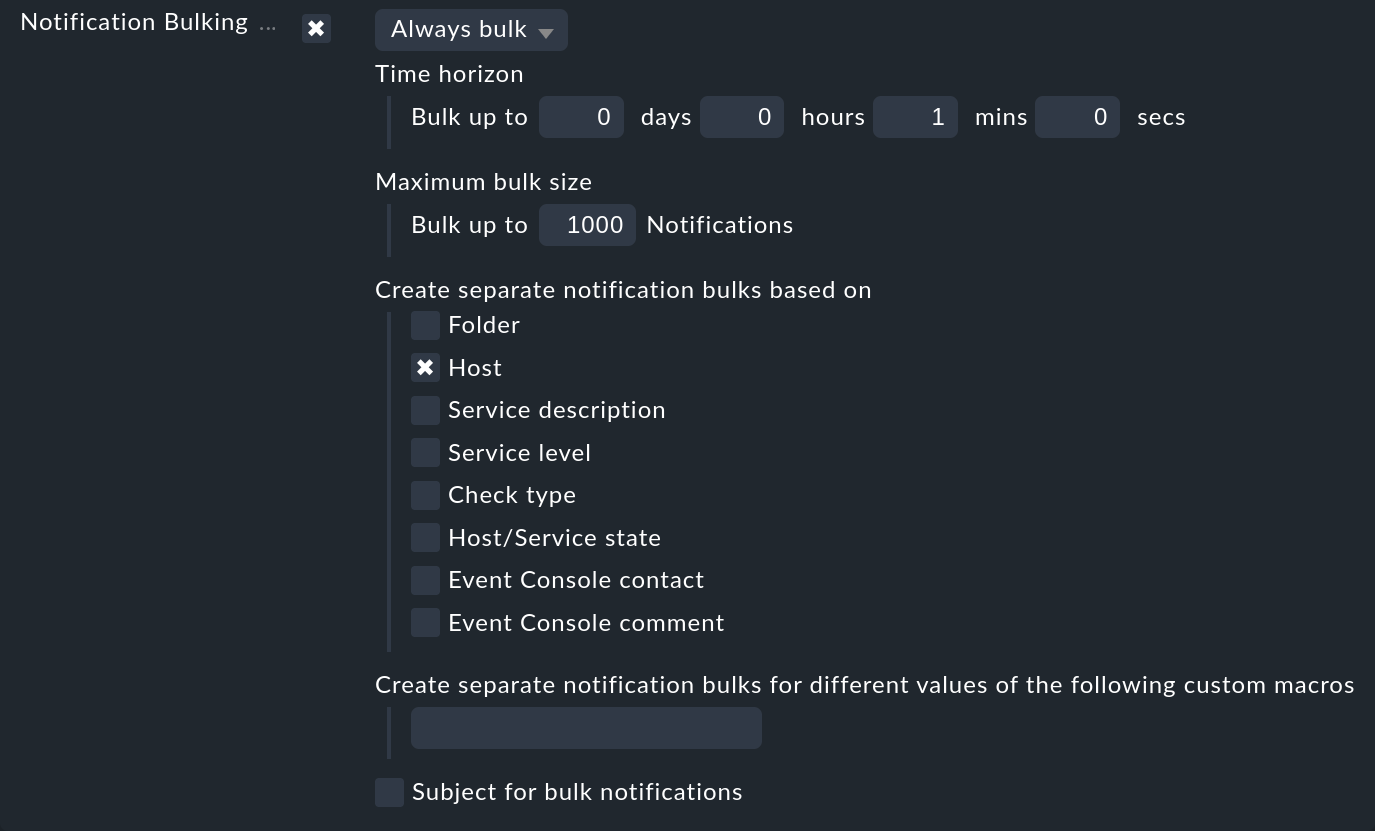 Notification Bulking ...
Always bulk
Time horizon
Bulk up to 0 days 0 hours 1 mins 0 secs
Maximum bulk size
Bulk up to 1000 Notifications
Create separate notification bulks based on
Folder
Host
Service description
Service level
Check type
Host/Service state
Event Console contact
Event Console comment
Create separate notification bulks for different values of the following custom macros
Subject for bulk notifications